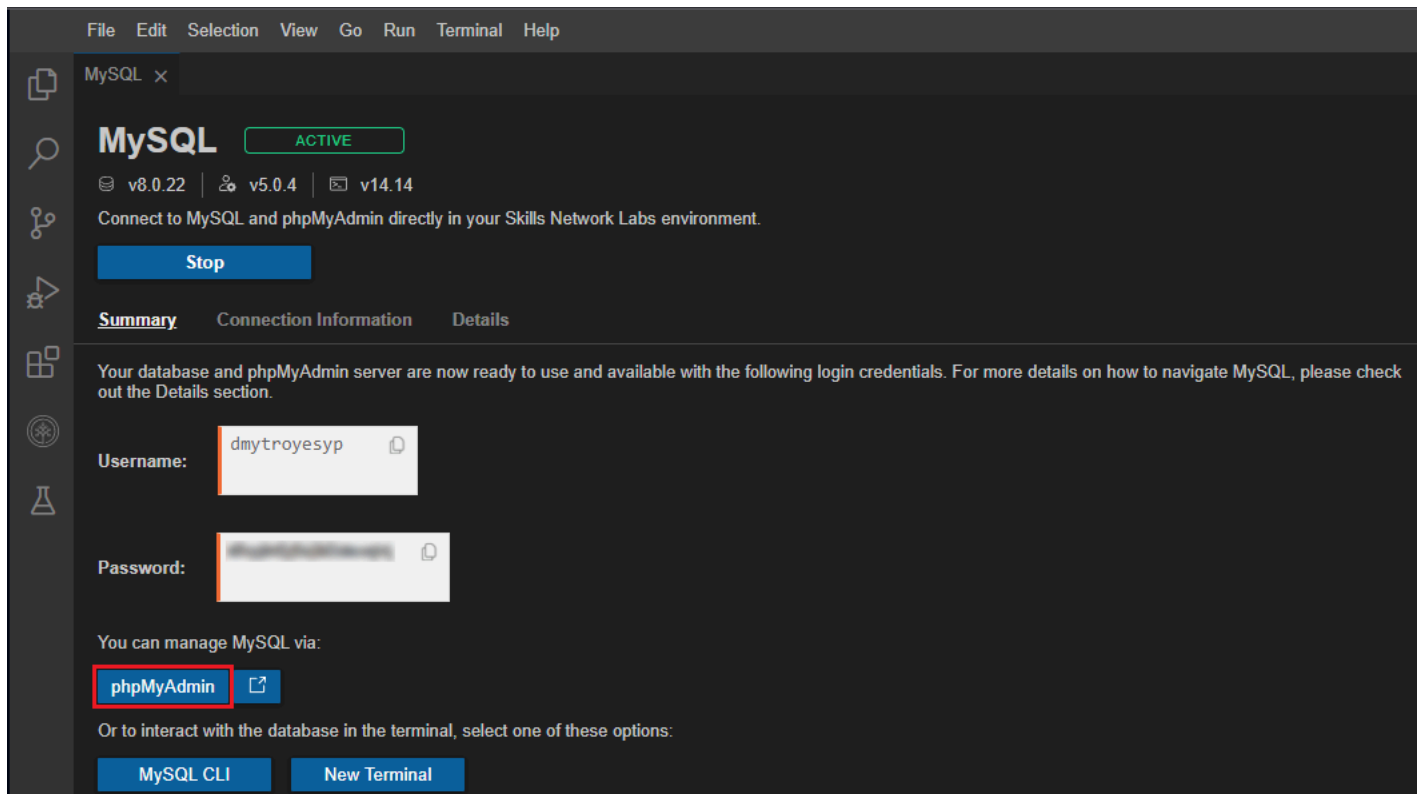 File Edit Selection View Go Run Terminal Help
MySQL
MySQL ACTIVE
v8.0.22 v5.0.4 v14.14
Connect to MySQL and phpMyAdmin directly in your Skills Network Labs environment.
Stop
Summary Connection Information Details
Your database and phpMyAdmin server are now ready to use and available with the following login credentials. For more details on how to navigate MySQL, please check
out the Details section.
Username: dmytroyesyp
Password:
You can manage MySQL via:
phpMyAdmin
Or to interact with the database in the terminal, select one of these options:
MySQL CLI New Terminal